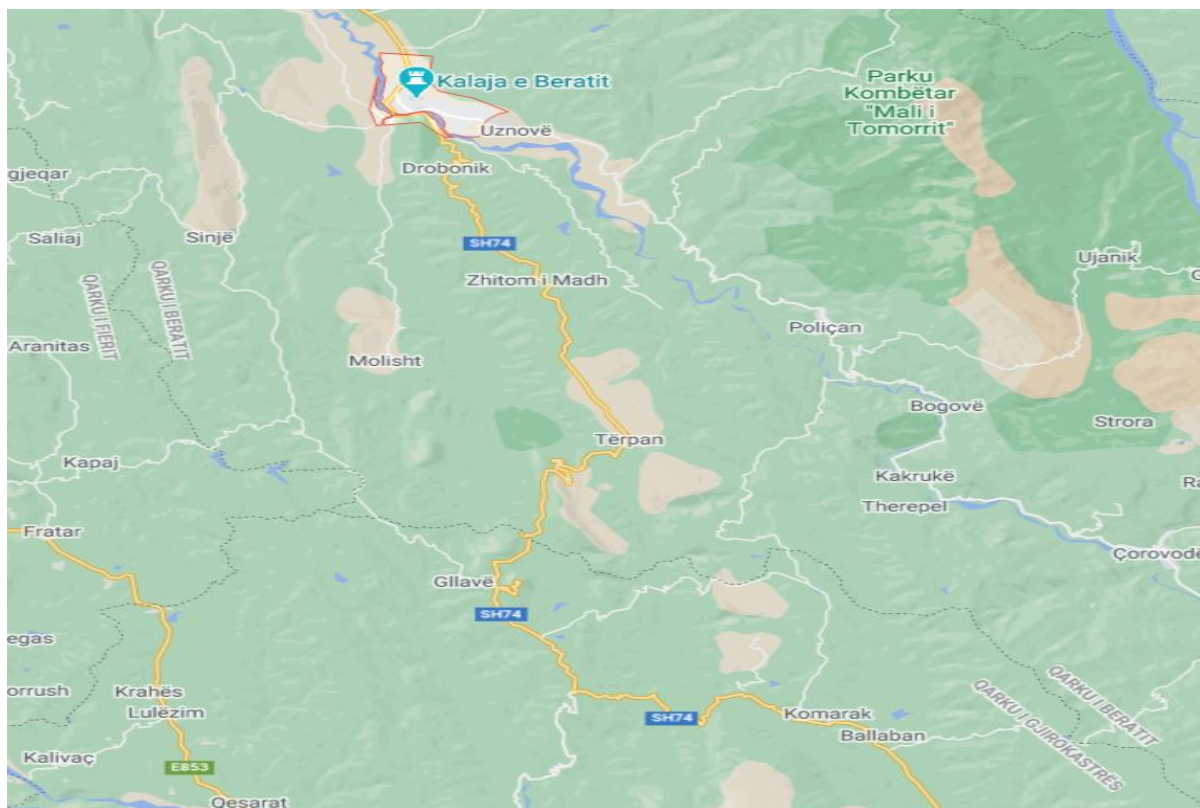 Kalaja e Beratit
Parku
Kombëtar
"Mali i
Tomorrit"
Uznovë
Drobonik
gjeqar
Saliaj
Sinjë
SH74
Ujanik
Zhitom i Madh
QARKU I FIERIT
QARKU I BERATIT
Poliçan
Aranitas
Molisht
Bogovë
Strora
Tërpan
Kapaj
Kakrukë
Ra
Therepel
Fratar
Çorovodë
Gllavë
SH74
egas
orrush
Krahës
Lulëzim
QARKU I BERATIT
QARKU I GJIROKASTRËS
Komarak
SH74
Ballaban
Kalivaç
E853
Qesarat